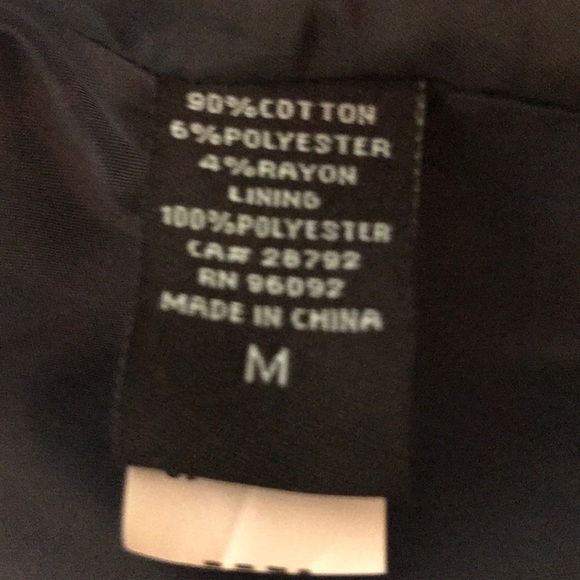 90%COTTON
6%POLYESTER
4%RAYON
LINING
100%POLYESTER
CA# 28792
RN 96092
MADE IN CHINA
M